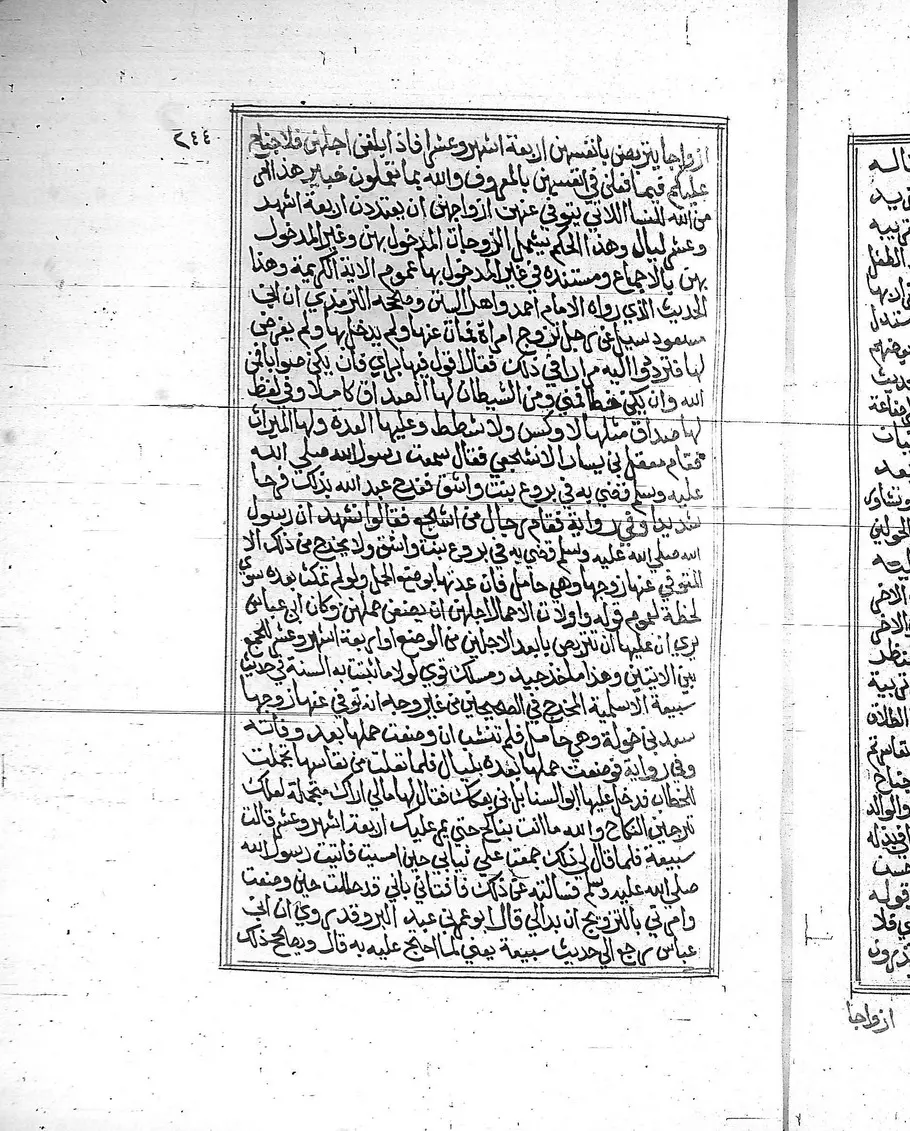 ٢٤٤
ازواجا يتربصن بانفسهن اربعة اشهر وعشرا فاذا بلغن اجلهن فلا جناح
عليكم فيما فعلن في انفسهن بالمعروف والله بما تعملون خبير هذا امر
من الله للنسا اللاتي يتوفى عنهن ازواجهن ان يعتددن اربعة اشهد
وعشر ليال وهذا الحكم يشمل الزوجات المدخول بهن وغير المدخول
بهن بالاجماع ومستنده في غير المدخول بها عموم الاية الكريمة وهذا
الحديث الذي رواه الامام احمد واهل السنن وصححه الترمذي ان ابن
مسعود سيل عن رجل تزوج امراة فمات عنها ولم يدخل بها ولم يفرض
لها فترددوا اليه مرارا في ذلك فقال اقول فيها براي فان يكن صوابا فمن
الله وان يكن خطا فمني ومن الشيطان لها الصداق كاملا وفي لفظ
لها صداق مثلها لا وكس ولا شطط وعليها العدة ولها الميراث
فقام معقل بن يسار الاشجعي فقال سمعت رسول الله صلي الله
عليه وسلم قضي به في بروع بنت واشق ففرح عبد الله بذلك فرحا
شديدا وفي رواية فقام رجال من اشجع فقالوا نشهد ان رسول
الله صلي الله عليه وسلم قضي به في بروع بنت واشق ولا يخرج من ذلك الا
المتوفي عنها زوجها وهي حامل فان عدتها بوضع الحمل ولو لم تمكث بعده سوي
لحظة لعموم قوله واولات الاحمال اجلهن ان يضعن حملهن وكان ابن عباس
يري ان عليها ان تتربص بابعد الاجلين من الوضع او اربعة اشهر وعشر للجمع
بين الايتين وهذا ماخذ جيد ومسلك قوي لولا ما ثبتت به السنة في حديث
سبيعة الاسلمية المخرج في الصحيحين من غير وجه انه توفي عنها زوجها
سعد بن خولة وهي حامل فلم تنشب ان وضعت حملها بعد وفاته
وفي رواية فوضعت حملها بعده بليال فلما تعلت من نفاسها تجملت
للخطاب فدخل عليها ابو السنابل بن بعكك فقال لها مالي اراك متجملة لعلك
ترجين النكاح والله ما انت بناكح حتي يمر عليك اربعة اشهر وعشر قالت
سبيعة فلما قال لي ذلك جمعت علي ثيابي حين امسيت فاتيت رسول الله
صلي الله عليه وسلم فسالته عن ذلك فافتاني باني قد حللت حين وضعت
وامرني بالتزويج ان بدا لي قال ابو عمر بن عبد البر وقد روي ان ابن
عباس رجع الي حديث سبيعة يعني لما احتج عليه به قال ويصحح ذلك
ازواجا